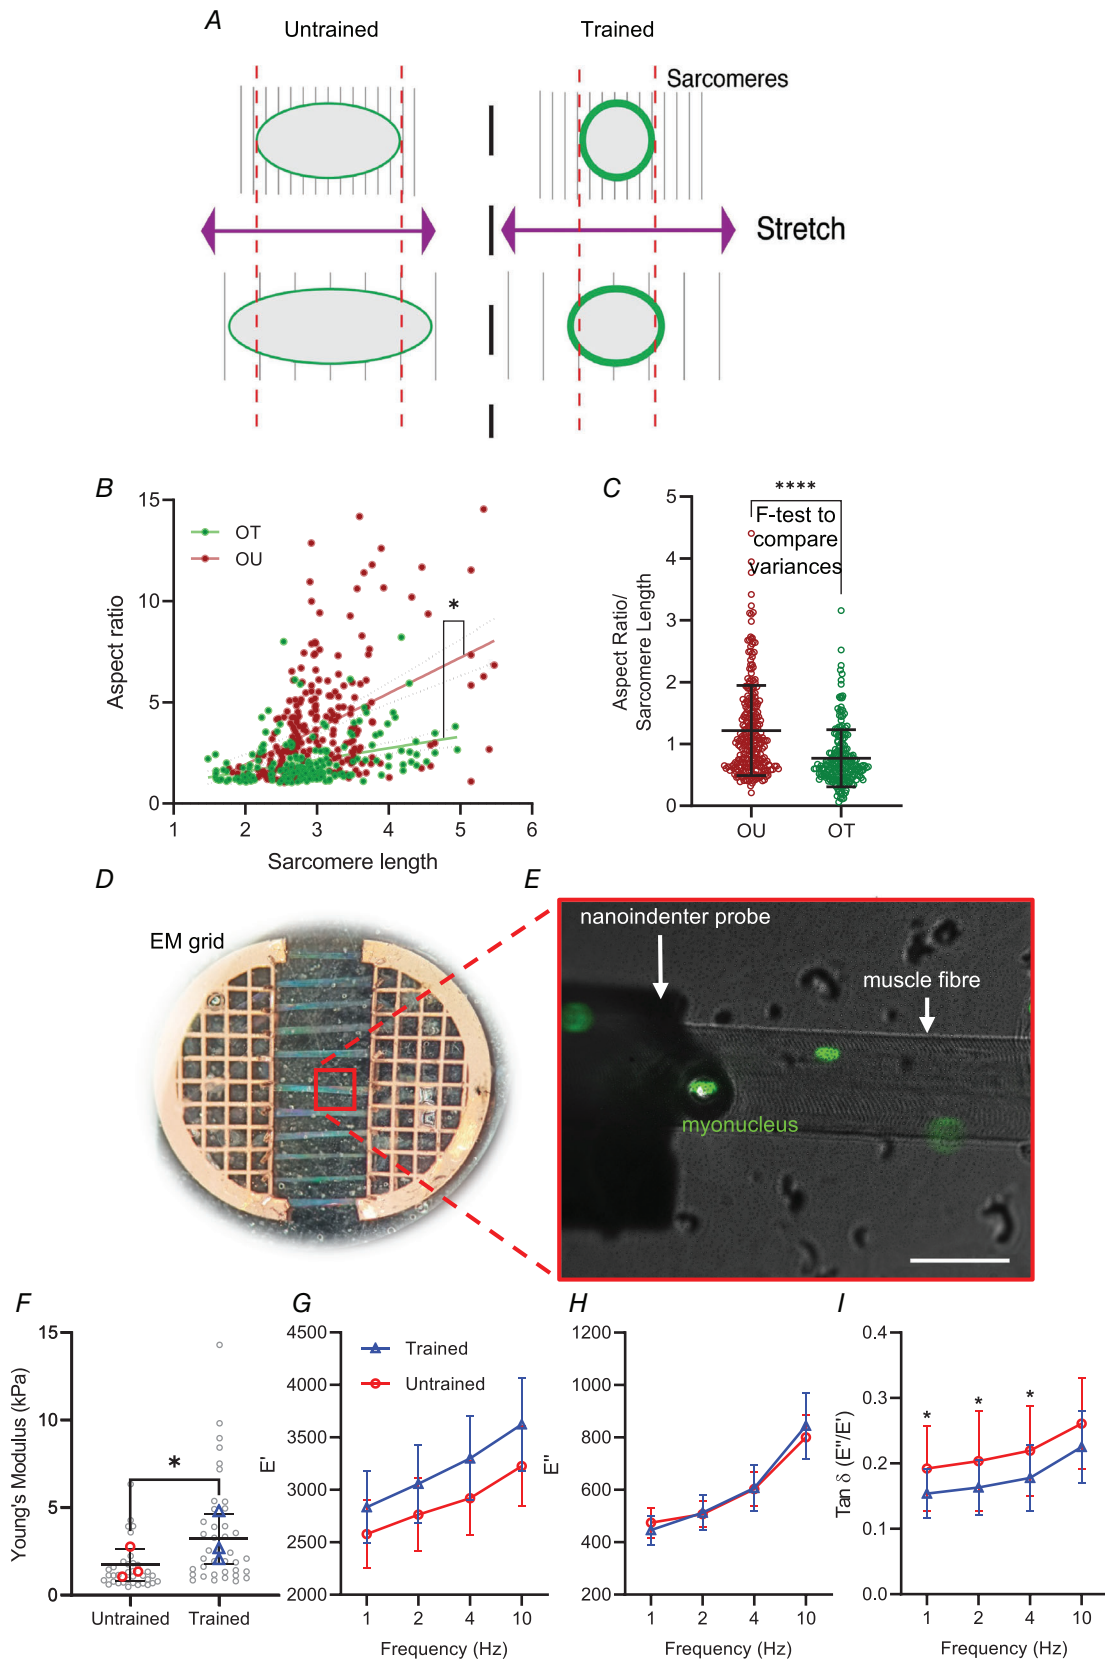 A
Untrained
Trained
Sarcomeres
Stretch
B
15
10
5
0
OT
OU
*
Aspect ratio
1 2 3 4 5 6
Sarcomere length
C
****
F-test to
compare
variances
5
4
3
2
1
0
Aspect Ratio/
Sarcomere Length
OU OT
D
EM grid
E
nanoindenter probe
muscle fibre
myonucleus
F
15
10
5
0
*
Young's Modulus (kPa)
Untrained Trained
G
4500
4000
3500
3000
2500
2000
E'
Trained
Untrained
1 2 4 10
Frequency (Hz)
H
1200
1000
800
600
400
200
E"
1 2 4 10
Frequency (Hz)
I
0.4
0.3
0.2
0.1
0.0
* * *
Tan δ (E"/E')
1 2 4 10
Frequency (Hz)